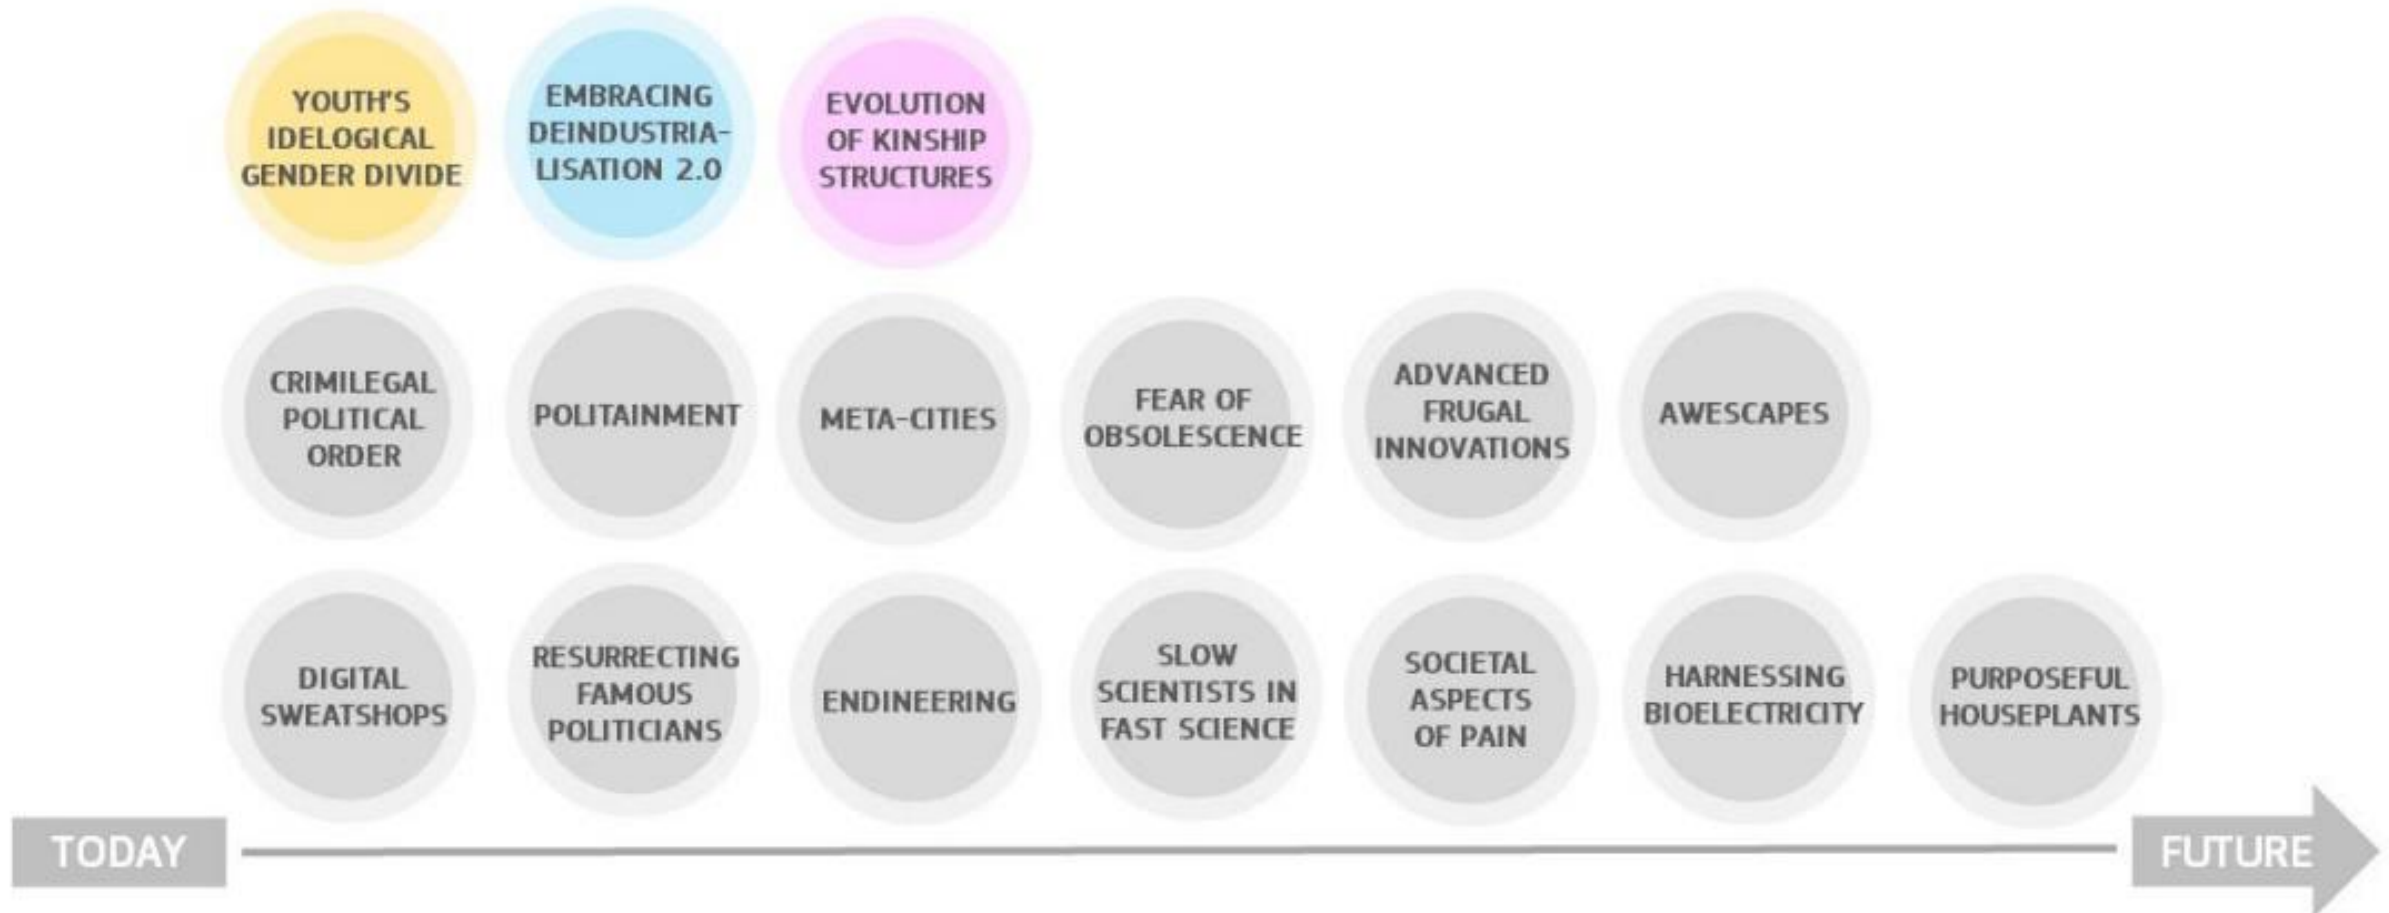 YOUTH'S
IDELOGICAL
GENDER DIVIDE
EMBRACING
DEINDUSTRIA-
LISATION 2.0
EVOLUTION
OF KINSHIP
STRUCTURES
CRIMILEGAL
POLITICAL
ORDER
POLITAINMENT
META-CITIES
FEAR OF
OBSOLESCENCE
ADVANCED
FRUGAL
INNOVATIONS
AWESCAPES
DIGITAL
SWEATSHOPS
RESURRECTING
FAMOUS
POLITICIANS
ENDINEERING
SLOW
SCIENTISTS IN
FAST SCIENCE
SOCIETAL
ASPECTS
OF PAIN
HARNESSING
BIOELECTRICITY
PURPOSEFUL
HOUSEPLANTS
TODAY
FUTURE